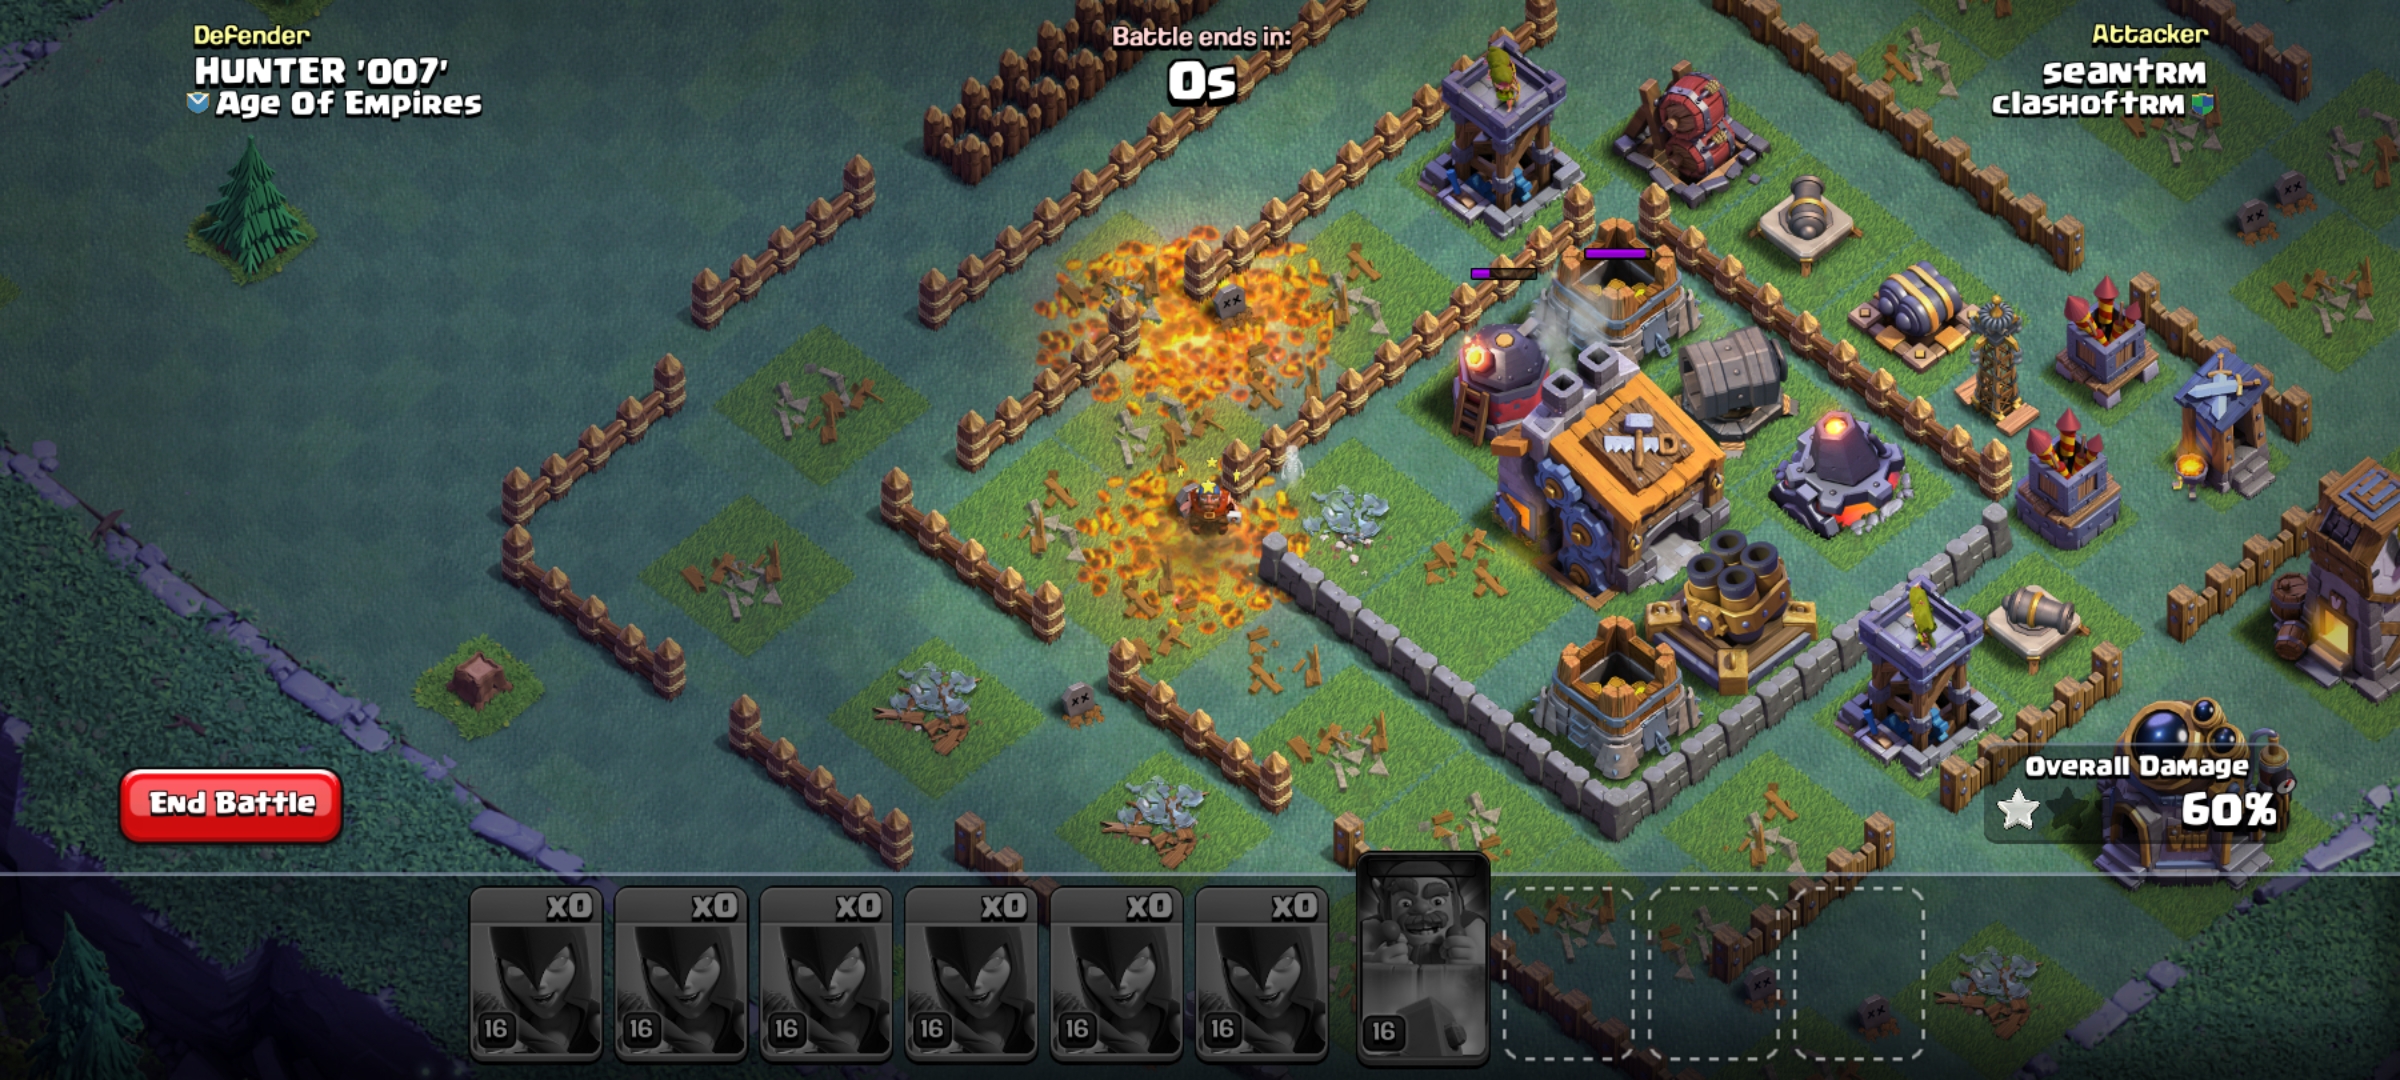 Defender
HUNTER '007'
Age Of Empires
Battle ends in:
0s
Attacker
seantRM
clashoftRM
End Battle
Overall Damage
60%
x0
x0
x0
x0
x0
x0
16
16
16
16
16
16
16